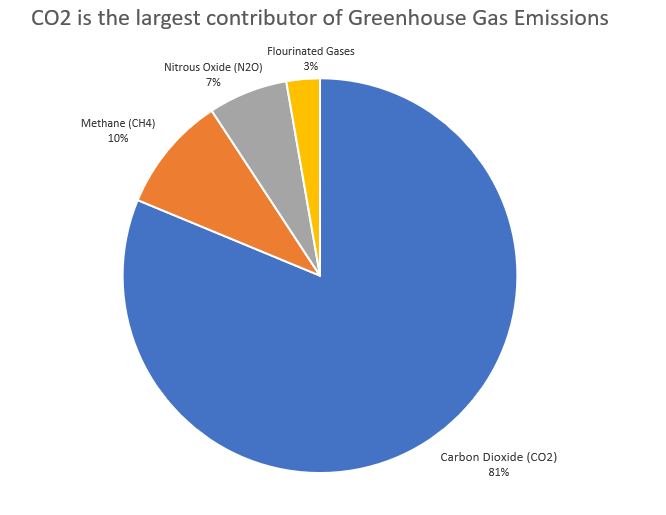 CO2 is the largest contributor of Greenhouse Gas Emissions
Flourinated Gases
3%
Nitrous Oxide (N2O)
7%
Methane (CH4)
10%
Carbon Dioxide (CO2)
81%